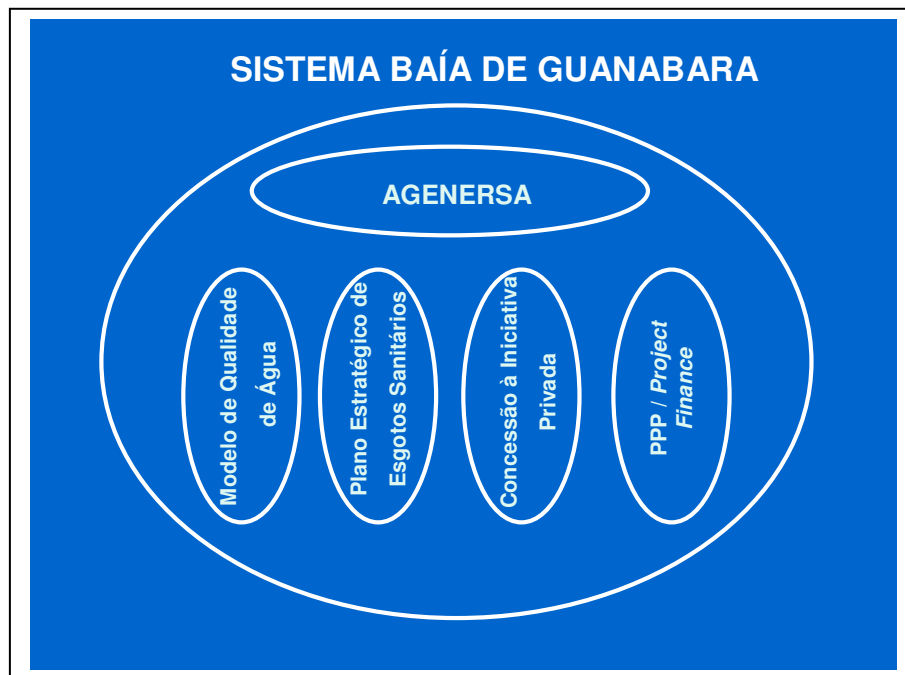 SISTEMA BAÍA DE GUANABARA
AGENERSA
Modelo de Qualidade
de Água
Plano Estratégico de
Esgotos Sanitários
Concessão à Iniciativa
Privada
PPP / Project
Finance